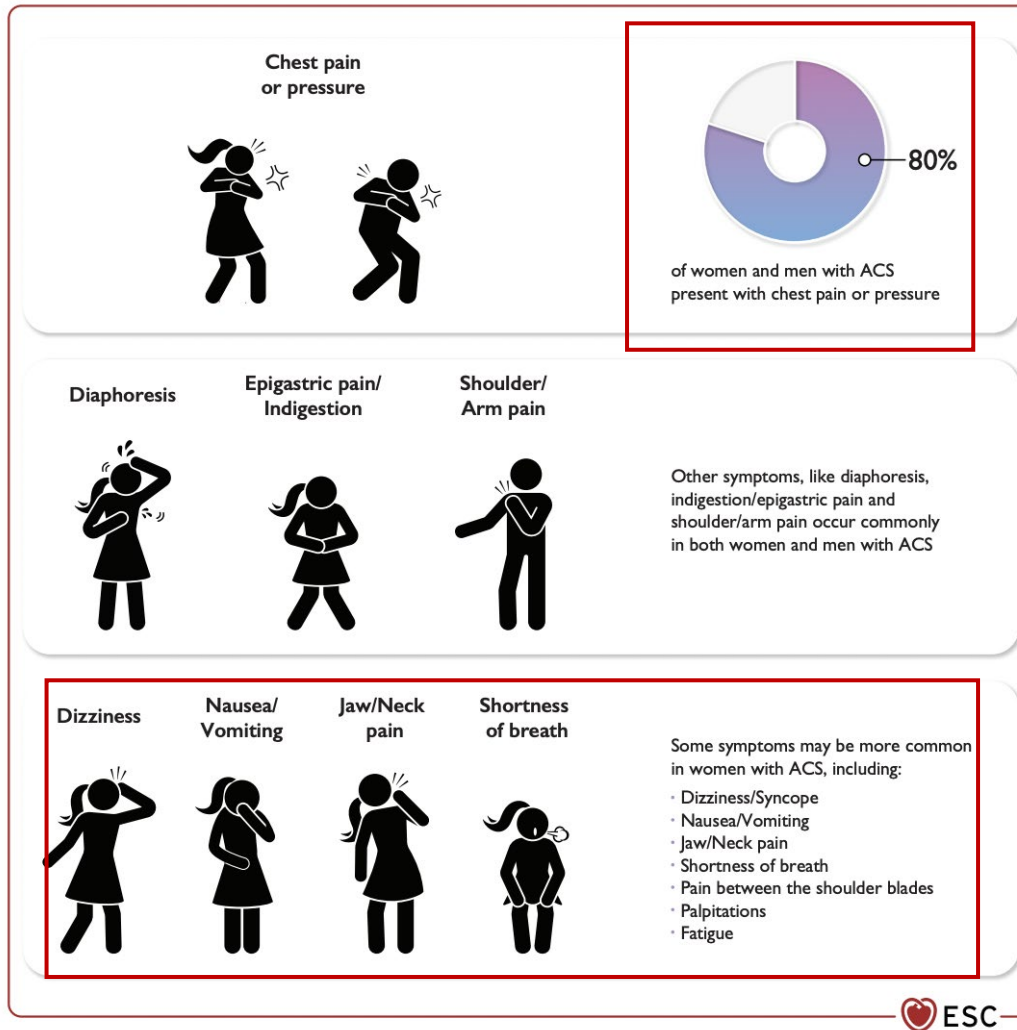 Chest pain
or pressure
80%
of women and men with ACS
present with chest pain or pressure
Diaphoresis
Epigastric pain/
Indigestion
Shoulder/
Arm pain
Other symptoms, like diaphoresis,
indigestion/epigastric pain and
shoulder/arm pain occur commonly
in both women and men with ACS
Dizziness
Nausea/
Vomiting
Jaw/Neck
pain
Shortness
of breath
Some symptoms may be more common
in women with ACS, including:
· Dizziness/Syncope
· Nausea/Vomiting
· Jaw/Neck pain
· Shortness of breath
· Pain between the shoulder blades
· Palpitations
· Fatigue
ESC